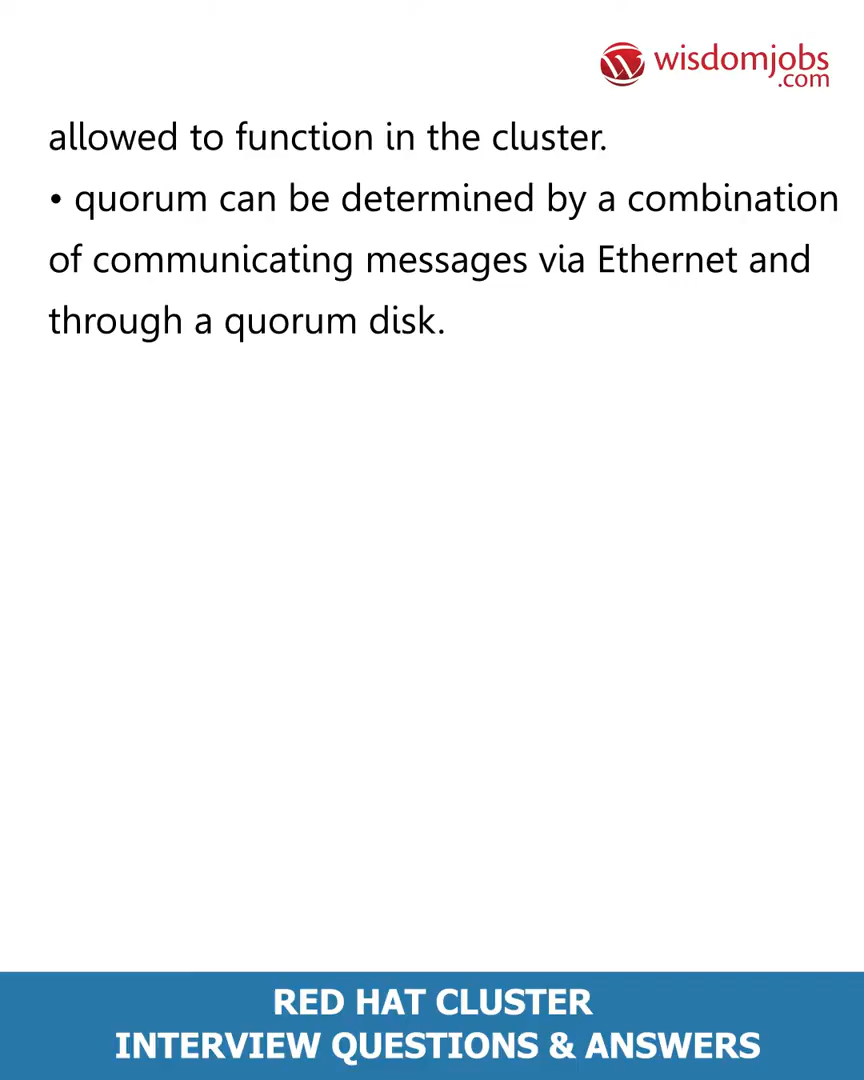 wisdomjobs
.com
allowed to function in the cluster.
• quorum can be determined by a combination
of communicating messages via Ethernet and
through a quorum disk.
RED HAT CLUSTER
INTERVIEW QUESTIONS & ANSWERS